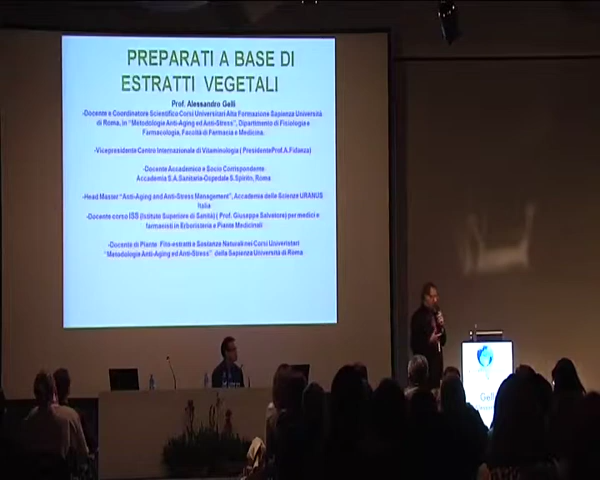 PREPARATI A BASE DI
ESTRATTI VEGETALI
Prof. Alessandro Gelli
-Docente e Coordinatore Scientifico Corsi Universitari Alta Formazione Sapienza Università
di Roma, in "Metodologie Anti-Aging ed Anti-Stress", Dipartimento di Fisiologia e
Farmacologia, Facoltà di Farmacia e Medicina.
-Vicepresidente Centro Internazionale di Vitaminologia ( Presidente Prof.A.Fidanza)
-Docente Accademico e Socio Corrispondente
Accademia S.A.Sanitaria-Ospedale S.Spirito, Roma
-Head Master "Anti-Aging and Anti-Stress Management", Accademia delle Scienze URANUS
Italia
-Docente corso ISS (Istituto Superiore di Sanità) ( Prof. Giuseppe Salvatore) per medici e
farmanisti in Erboristeria e Piante Medicinali
-Docente di Piante Fito-estratti e Sostanze Naturali nei Corsi Univeristari
"Metodologie Anti-Aging ed Anti-Stress" della Sapienza Università di Roma
Gel